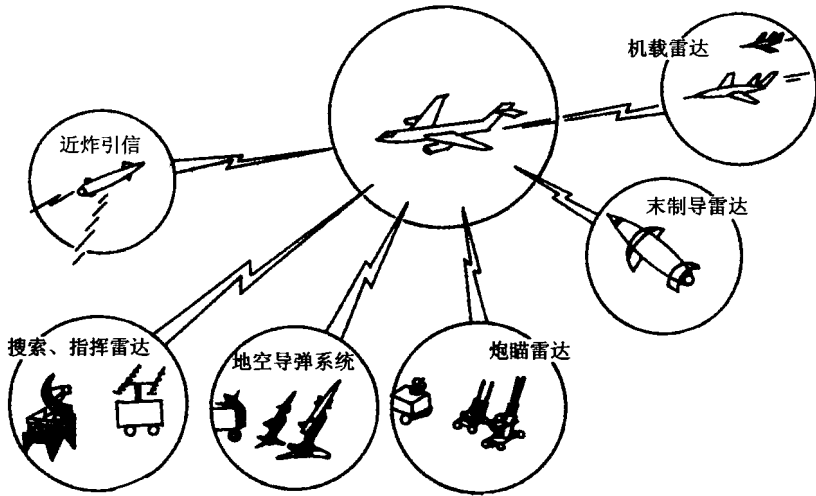 机载雷达
近炸引信
末制导雷达
搜索、指挥雷达
地空导弹系统
炮瞄雷达